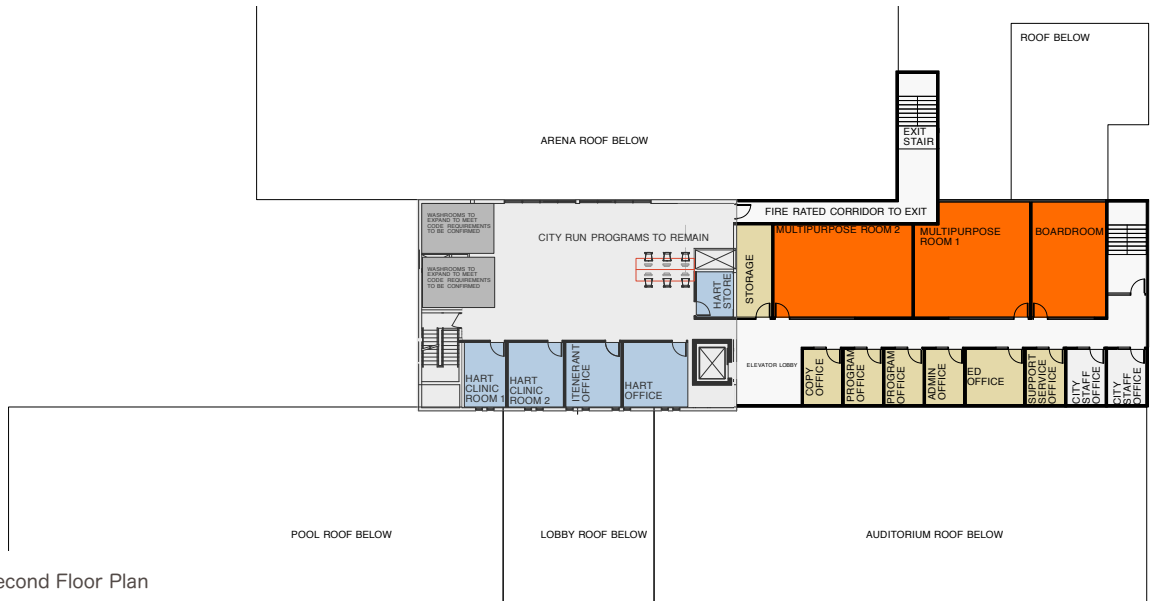 ROOF BELOW
ARENA ROOF BELOW
EXIT
STAIR
WASHROOMS TO
EXPAND TO MEET
CODE REQUIREMENTS
TO BE CONFIRMED
CITY RUN PROGRAMS TO REMAIN
FIRE RATED CORRIDOR TO EXIT
MULTIPURPOSE ROOM 2
MULTIPURPOSE
ROOM 1
BOARDROOM
WASHROOMS TO
EXPAND TO MEET
CODE REQUIREMENTS
TO BE CONFIRMED
HART
STORE
STORAGE
ELEVATOR LOBBY
HART
CLINIC
ROOM 1
HART
CLINIC
ROOM 2
ITENERANT
OFFICE
HART
OFFICE
COPY
OFFICE
PROGRAM
OFFICE
PROGRAM
OFFICE
ADMIN
OFFICE
ED
OFFICE
SUPPORT
SERVICE
OFFICE
CITY
STAFF
OFFICE
CITY
STAFF
OFFICE
POOL ROOF BELOW
LOBBY ROOF BELOW
AUDITORIUM ROOF BELOW
econd Floor Plan